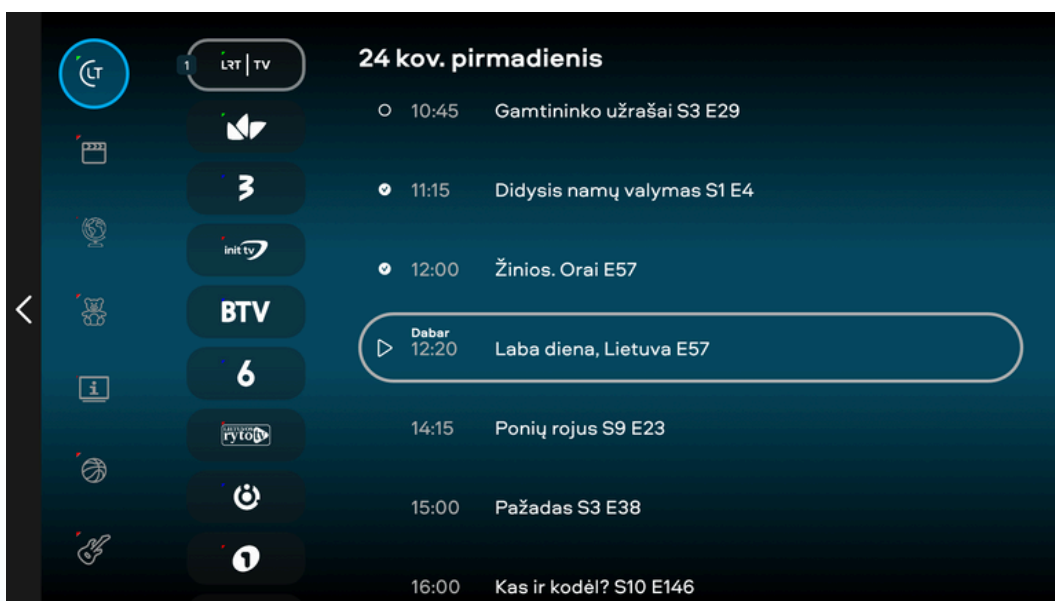 24 kov. pirmadienis
LT
1 LRT | TV
10:45 Gamtininko užrašai S3 E29
3
11:15 Didysis namų valymas S1 E4
init tv
12:00 Žinios. Orai E57
BTV
Dabar
12:20 Laba diena, Lietuva E57
6
i
LIETUVOS
rytotv
14:15 Ponių rojus S9 E23
15:00 Pažadas S3 E38
1
16:00 Kas ir kodėl? S10 E146